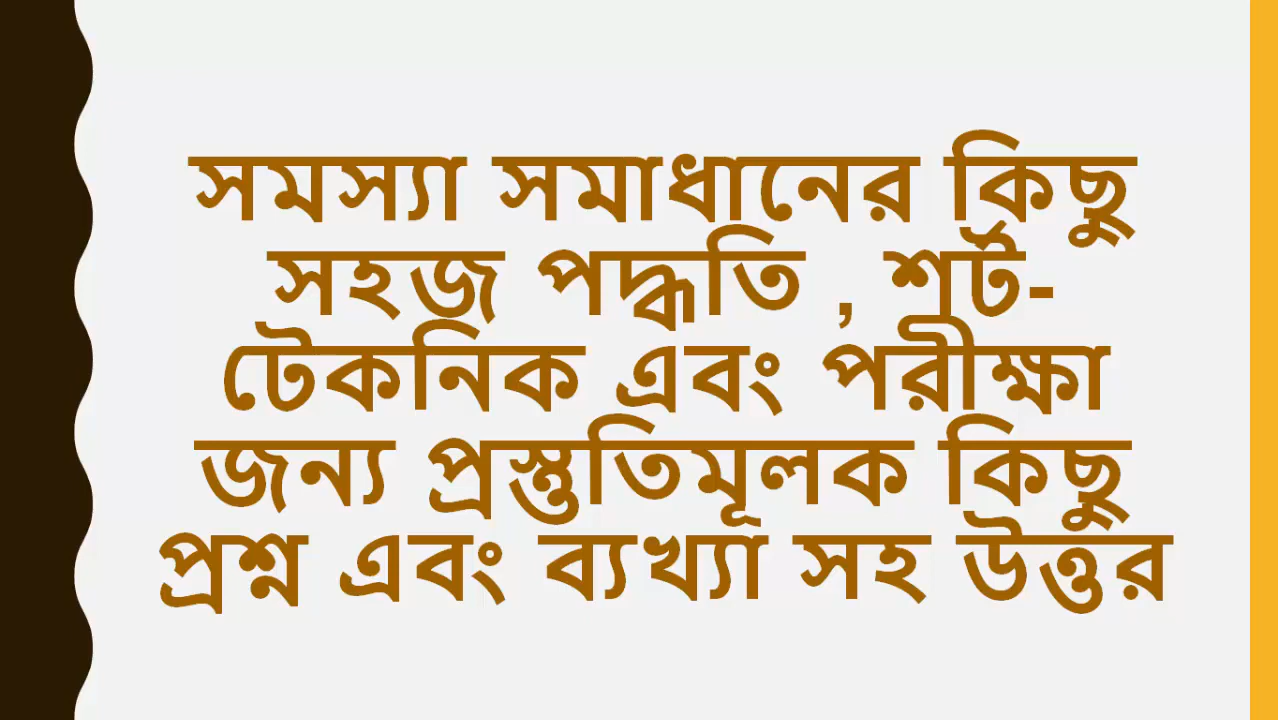 সমস্যা সমাধানের কিছু
সহজ পদ্ধতি , শর্ট-
টেকনিক এবং পরীক্ষা
জন্য প্রস্তুতিমূলক কিছু
প্রশ্ন এবং ব্যখ্যা সহ উত্তর